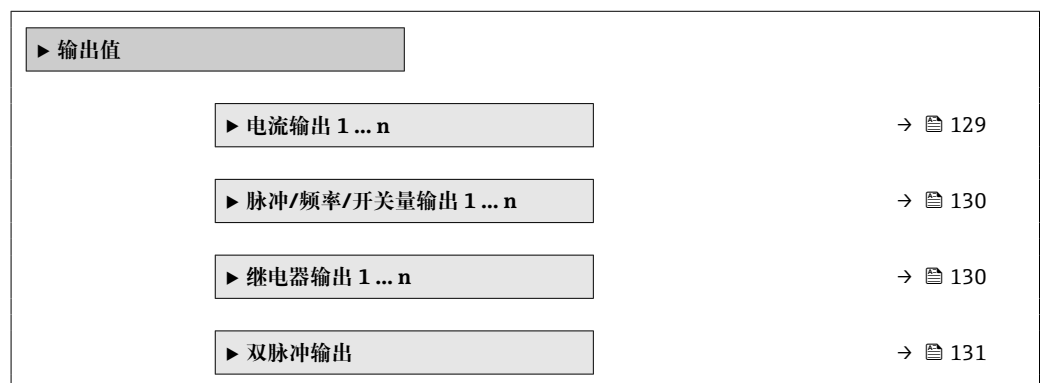 ▶ 输出值
▶ 电流输出 1 ... n → 129
▶ 脉冲/频率/开关量输出 1 ... n → 130
▶ 继电器输出 1 ... n → 130
▶ 双脉冲输出 → 131